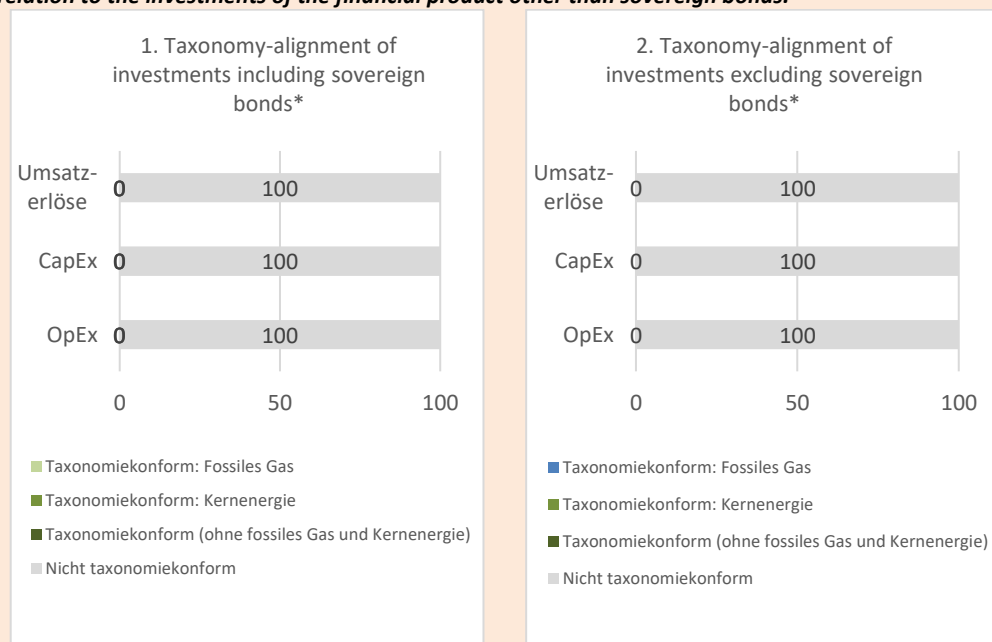 relation to the investments of the financial product other than sovereign bonds.
1. Taxonomy-alignment of
investments including sovereign
bonds*
Umsatz-
erlöse
0
100
CapEx
0
100
OpEx
0
100
0
50
100
Taxonomiekonform: Fossiles Gas
Taxonomiekonform: Kernenergie
Taxonomiekonform (ohne fossiles Gas und Kernenergie)
Nicht taxonomiekonform
2. Taxonomy-alignment of
investments excluding sovereign
bonds*
Umsatz-
erlöse
0
100
CapEx
0
100
OpEx
0
100
0
50
100
Taxonomiekonform: Fossiles Gas
Taxonomiekonform: Kernenergie
Taxonomiekonform (ohne fossiles Gas und Kernenergie)
Nicht taxonomiekonform